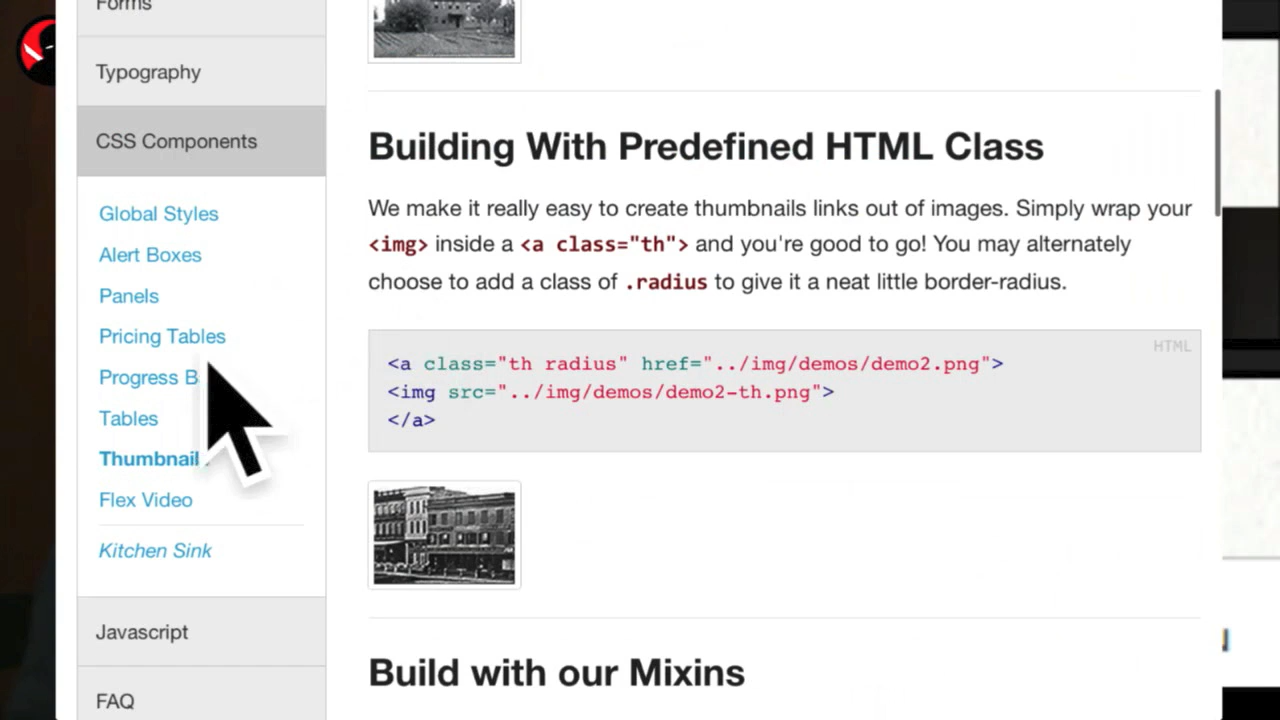 Forms
Typography
CSS Components
Global Styles
Alert Boxes
Panels
Pricing Tables
Progress B
Tables
Thumbnail
Flex Video
Kitchen Sink
Javascript
FAQ
Building With Predefined HTML Class
We make it really easy to create thumbnails links out of images. Simply wrap your
<img> inside a <a class="th"> and you're good to go! You may alternately
choose to add a class of .radius to give it a neat little border-radius.
HTML
<a class="th radius" href="../img/demos/demo2.png">
<img src="../img/demos/demo2-th.png">
</a>
Build with our Mixins